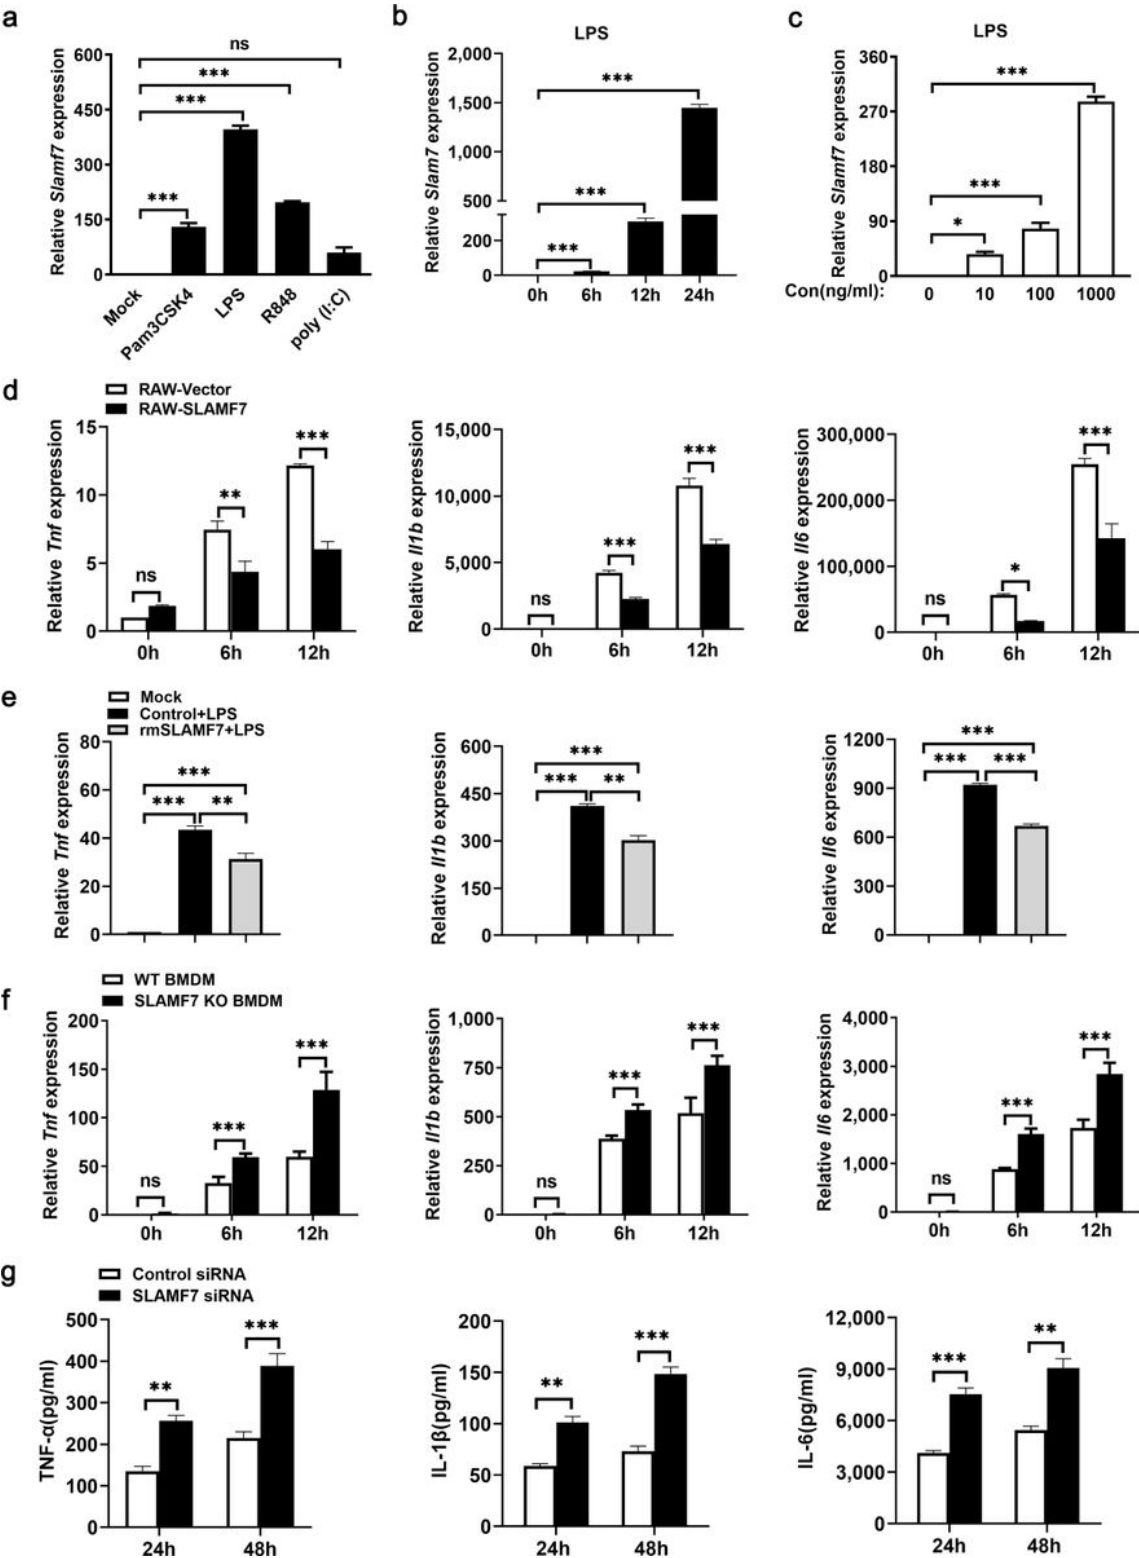 a
Relative Slamf7 expression
600
450
300
150
0
ns
***
***
***
Mock
Pam3CSK4
LPS
R848
poly (I:C)
b
LPS
Relative Slam7 expression
2,000
1,500
1,000
500
200
0
***
***
***
0h 6h 12h 24h
c
LPS
Relative Slamf7 expression
360
270
180
90
0
***
***
*
Con(ng/ml): 0 10 100 1000
d
RAW-Vector
RAW-SLAMF7
Relative Tnf expression
15
10
5
0
ns
**
***
0h 6h 12h
Relative Il1b expression
15,000
10,000
5,000
0
ns
***
***
0h 6h 12h
Relative Il6 expression
300,000
200,000
100,000
0
ns
*
***
0h 6h 12h
e
Mock
Control+LPS
rmSLAMF7+LPS
Relative Tnf expression
80
60
40
20
0
***
*** **
Relative Il1b expression
600
450
300
150
0
***
*** **
Relative Il6 expression
1200
900
600
300
0
***
*** ***
f
WT BMDM
SLAMF7 KO BMDM
Relative Tnf expression
200
150
100
50
0
ns
***
***
0h 6h 12h
Relative Il1b expression
1,000
750
500
250
0
ns
***
***
0h 6h 12h
Relative Il6 expression
4,000
3,000
2,000
1,000
0
ns
***
***
0h 6h 12h
g
Control siRNA
SLAMF7 siRNA
TNF-α(pg/ml)
500
400
300
200
100
0
**
***
24h 48h
IL-1β(pg/ml)
200
150
100
50
0
**
***
24h 48h
IL-6(pg/ml)
12,000
9,000
6,000
3,000
0
***
**
24h 48h